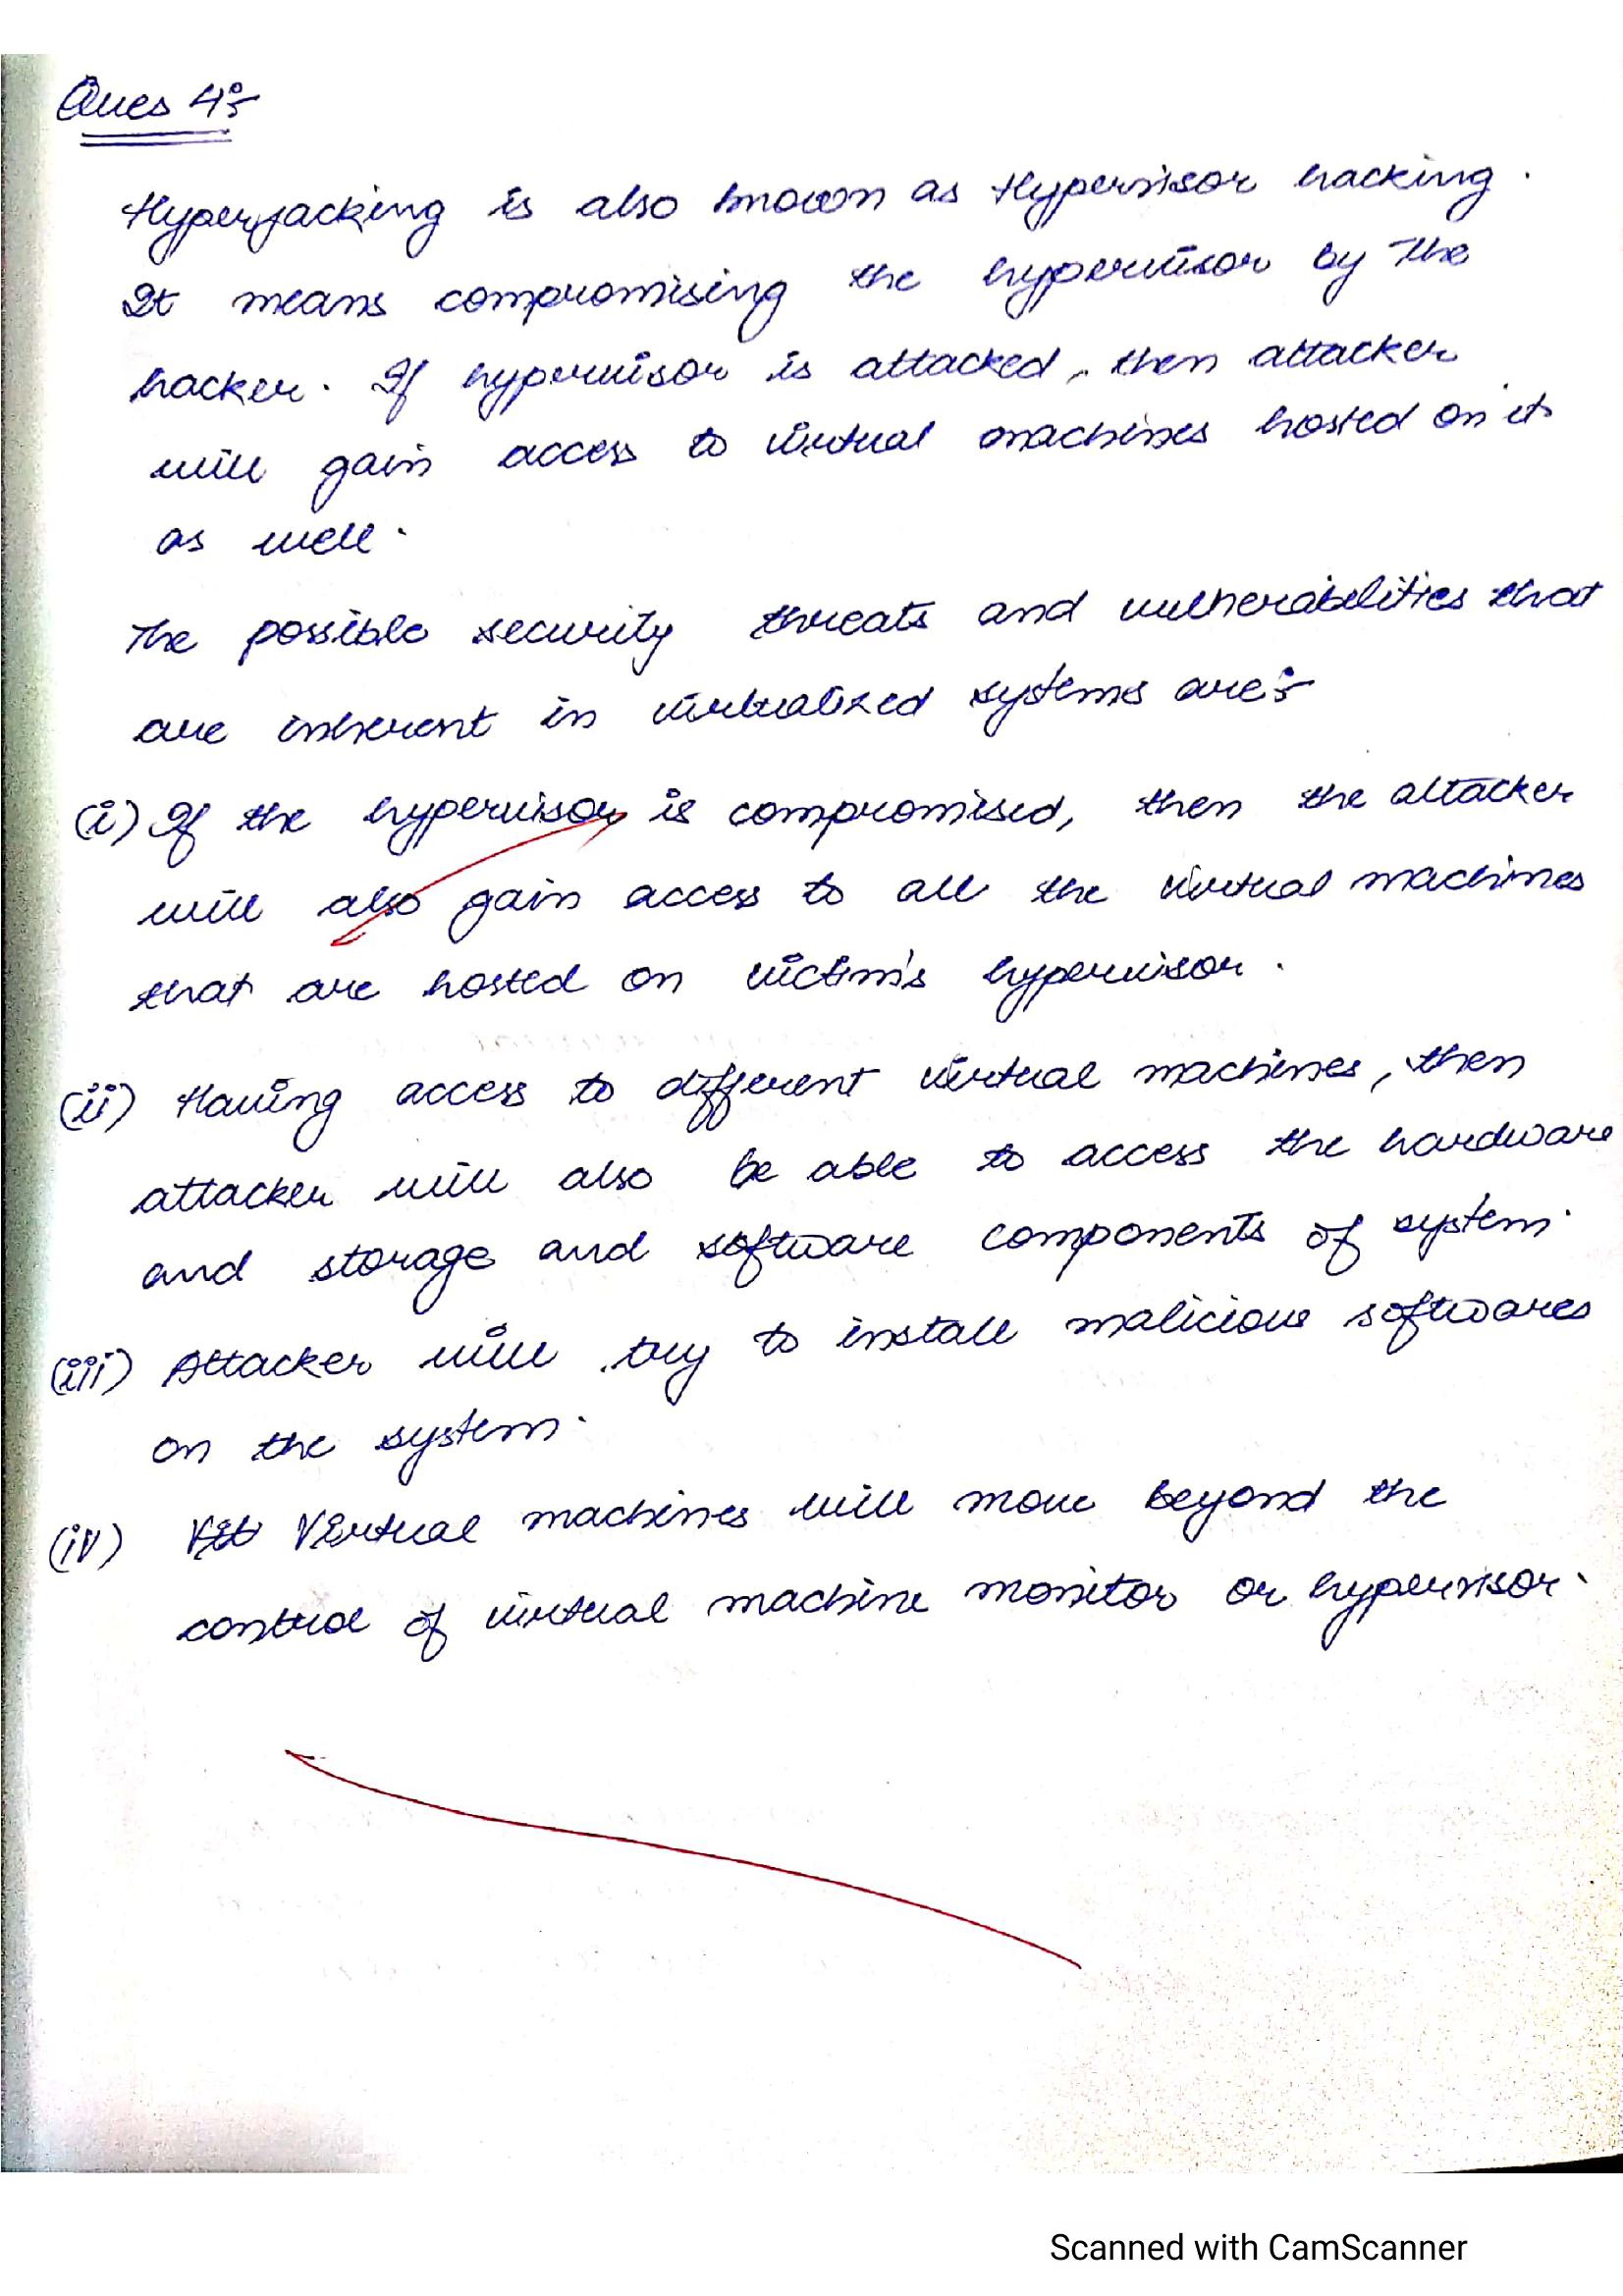 Ques 4:-
Hyperjacking is also known as Hypervisor hacking.
It means compromising the hypervisor by the
hacker. If hypervisor is attacked, then attacker
will gain access to virtual machines hosted on it
as well.
The possible security threats and vulnerabilities that
are inherent in virtualized systems are:-
(i) If the hypervisor is compromised, then the attacker
will also gain access to all the virtual machines
that are hosted on victim's hypervisor.
(ii) Having access to different virtual machines, then
attacker will also be able to access the hardware
and storage and software components of system.
(iii) Attacker will try to install malicious softwares
on the system.
(iv) Virtual machines will move beyond the
control of virtual machine monitor or hypervisor.
Scanned with CamScanner